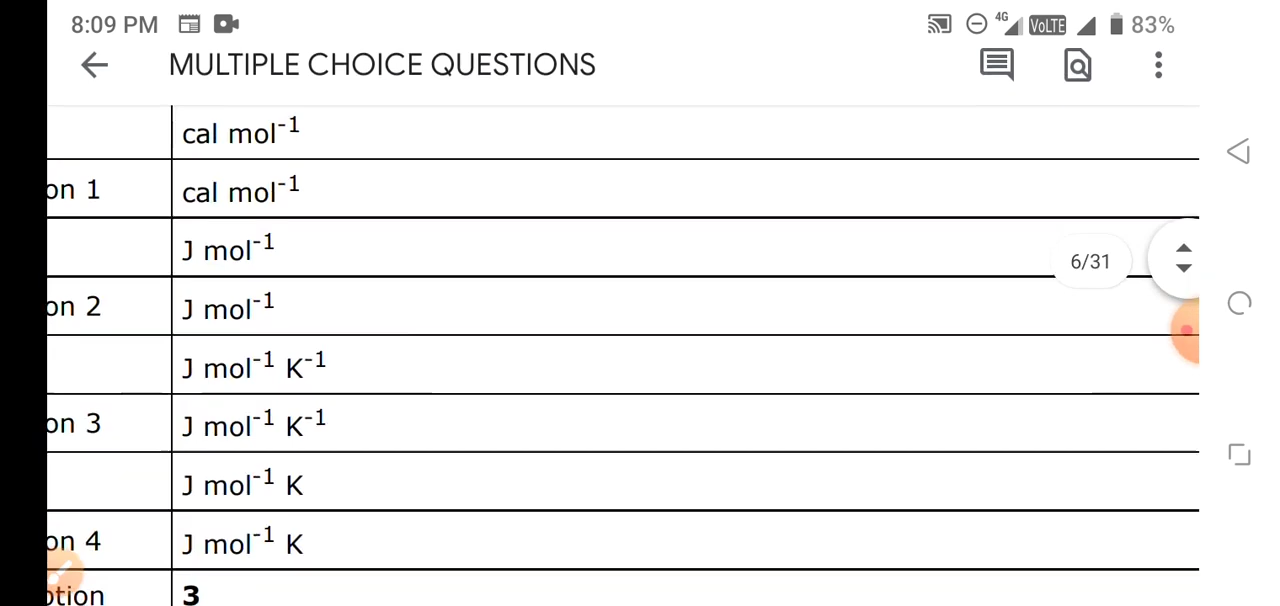 8:09 PM 4G VoLTE 83%
MULTIPLE CHOICE QUESTIONS
cal mol⁻¹
on 1 cal mol⁻¹
J mol⁻¹
6/31
on 2 J mol⁻¹
J mol⁻¹ K⁻¹
on 3 J mol⁻¹ K⁻¹
J mol⁻¹ K
on 4 J mol⁻¹ K
otion 3